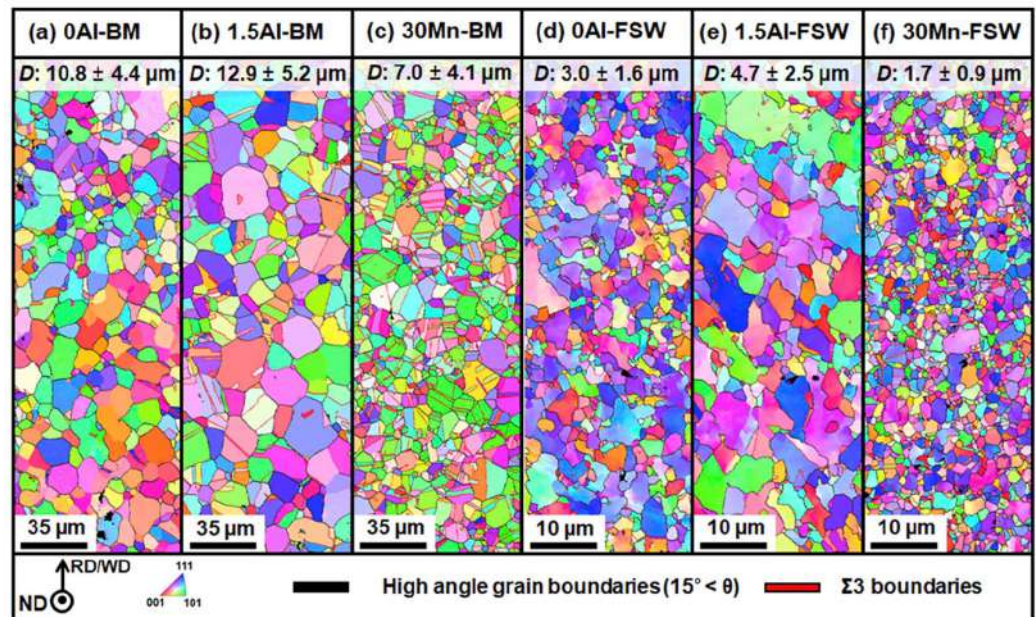 (a) 0Al-BM
(b) 1.5Al-BM
(c) 30Mn-BM
(d) 0Al-FSW
(e) 1.5Al-FSW
(f) 30Mn-FSW
D: 10.8 ± 4.4 μm
D: 12.9 ± 5.2 μm
D: 7.0 ± 4.1 μm
D: 3.0 ± 1.6 μm
D: 4.7 ± 2.5 μm
D: 1.7 ± 0.9 μm
35 μm
35 μm
35 μm
10 μm
10 μm
10 μm
RD/WD
ND
111
001
101
High angle grain boundaries (15° < θ)
Σ3 boundaries